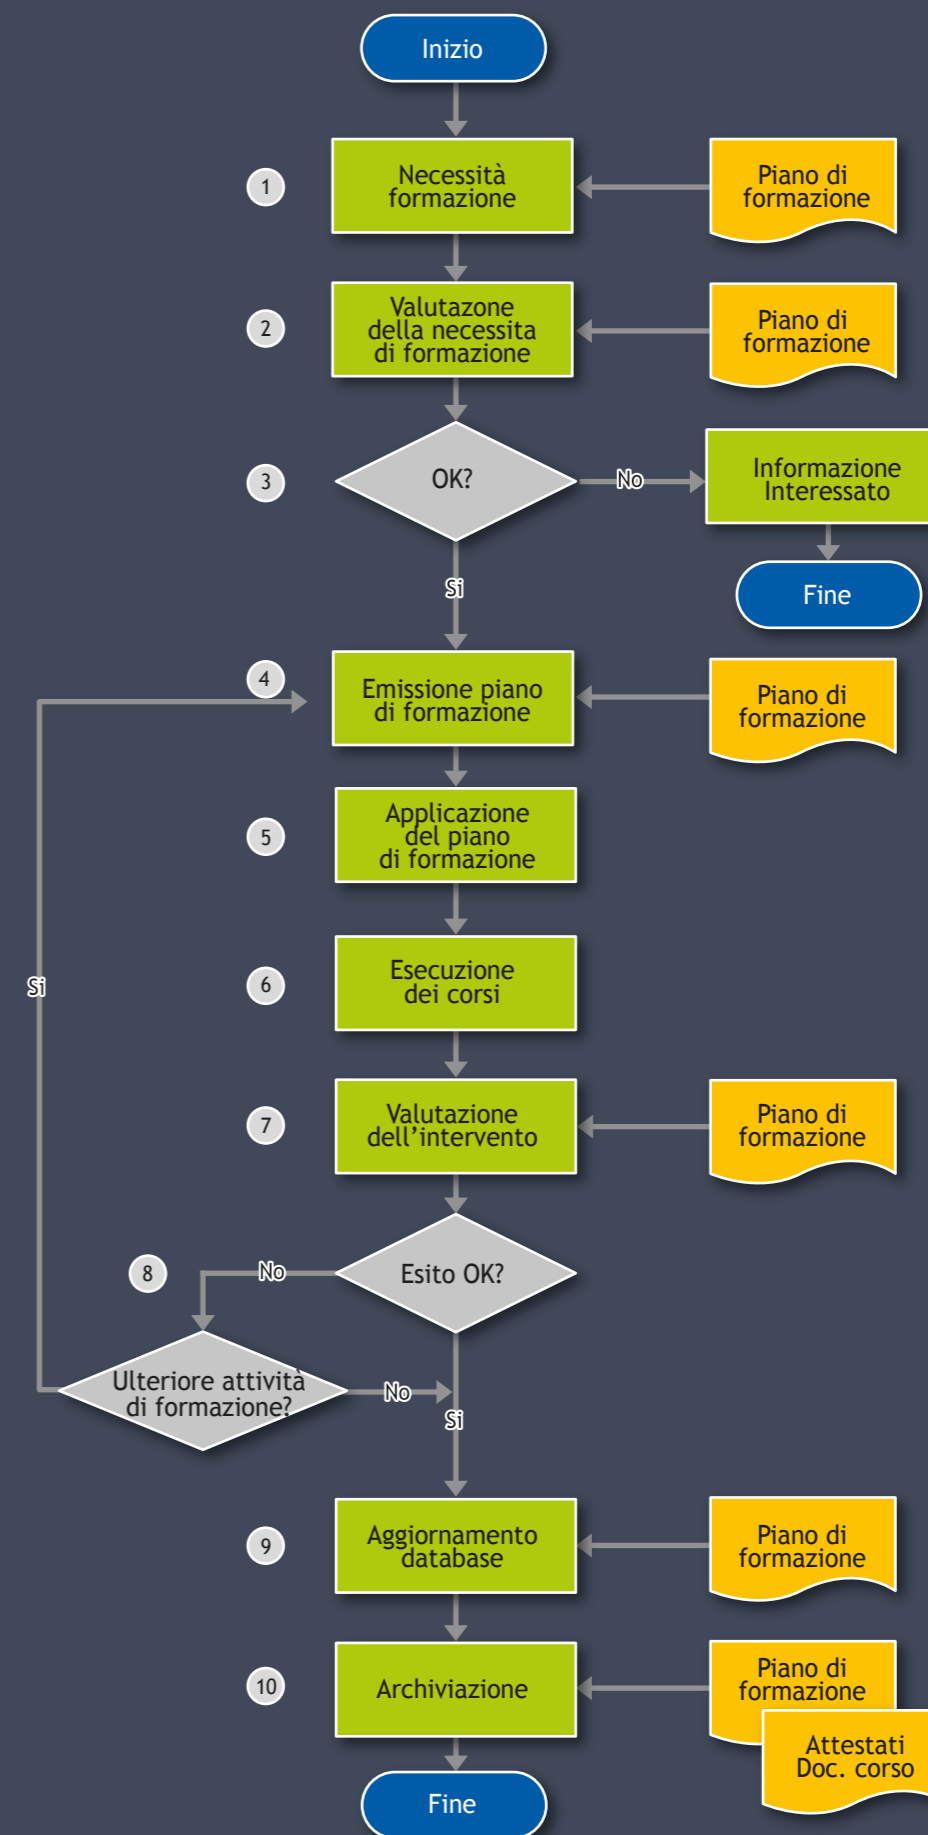 Inizio
1
Necessità
formazione
Piano di
formazione
2
Valutazone
della necessita
di formazione
Piano di
formazione
3
OK?
No
Informazione
Interessato
Si
Fine
4
Emissione piano
di formazione
Piano di
formazione
5
Applicazione
del piano
di formazione
Si
6
Esecuzione
dei corsi
7
Valutazione
dell’intervento
Piano di
formazione
8
No
Esito OK?
Ulteriore attività
di formazione?
No
Si
9
Aggiornamento
database
Piano di
formazione
10
Archiviazione
Piano di
formazione
Attestati
Doc. corso
Fine